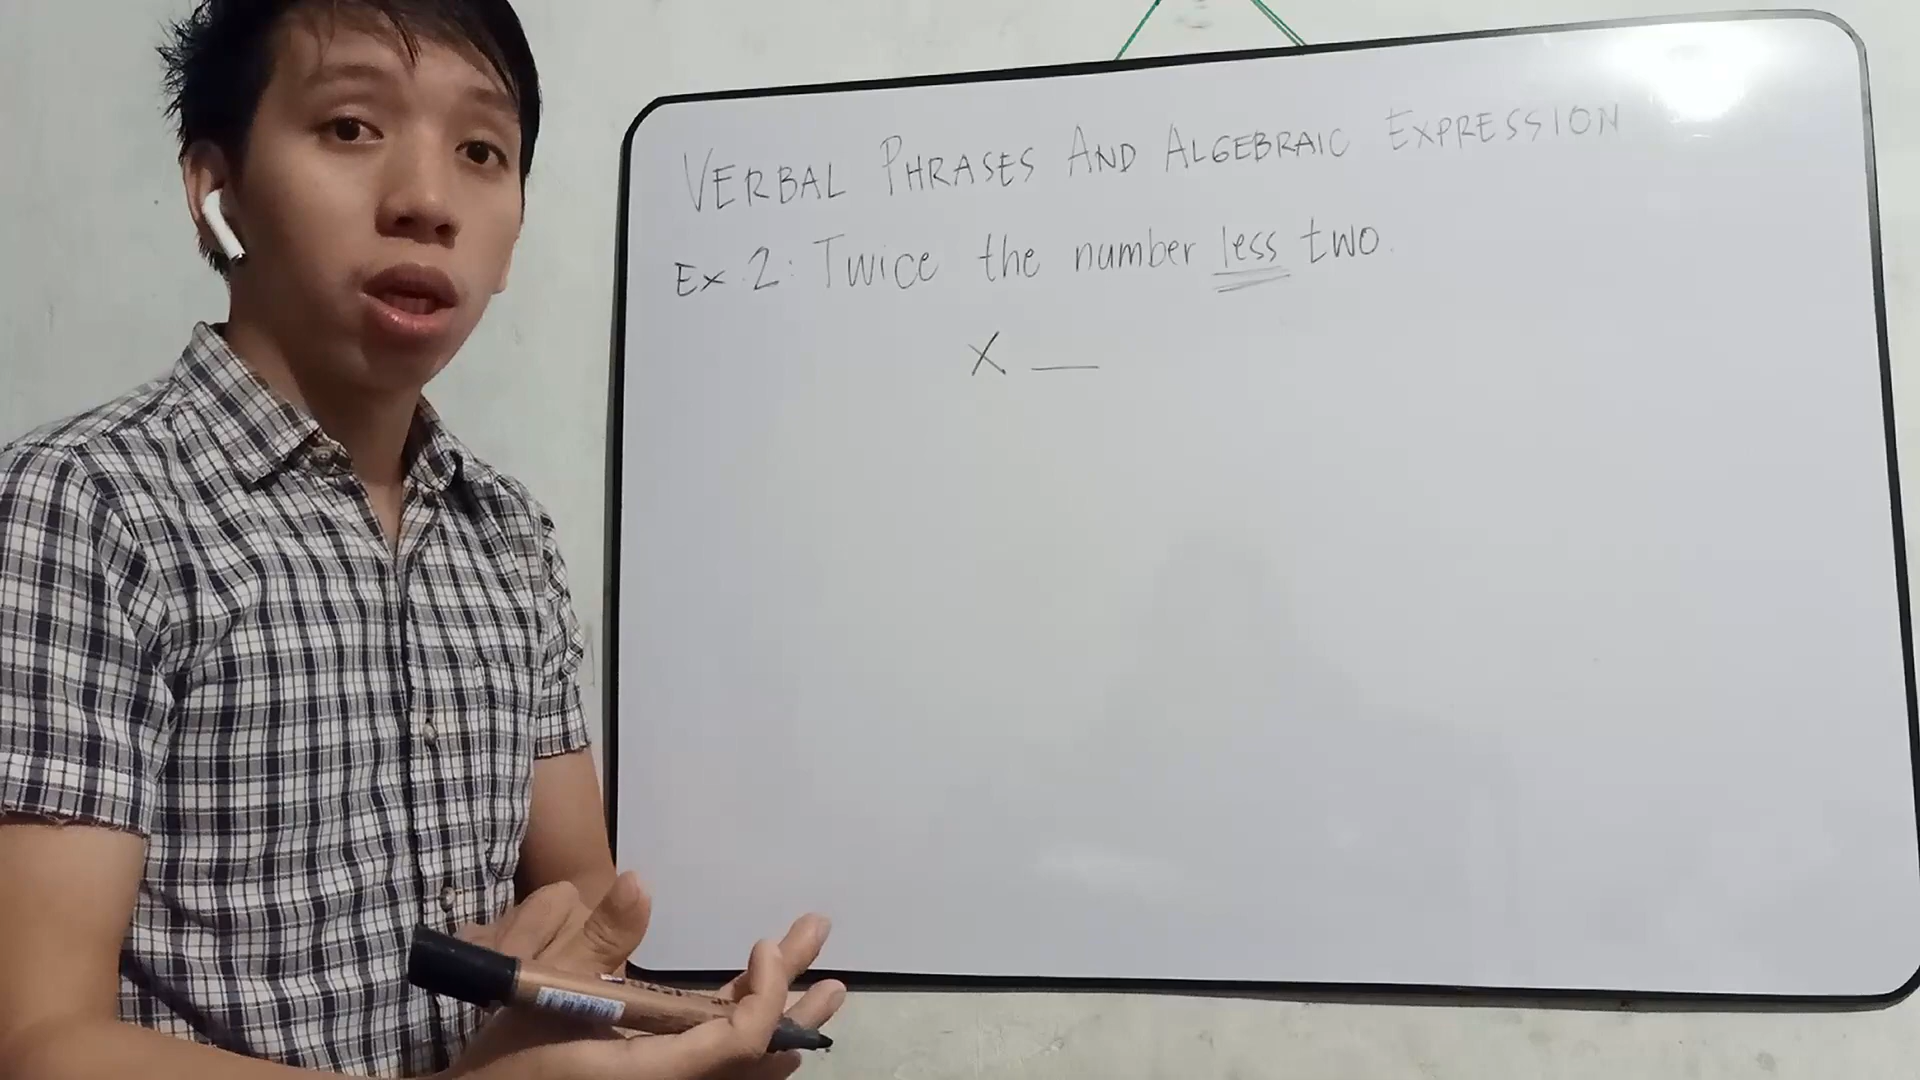 VERBAL PHRASES AND ALGEBRAIC EXPRESSION
Ex. 2: Twice the number less two.
X __